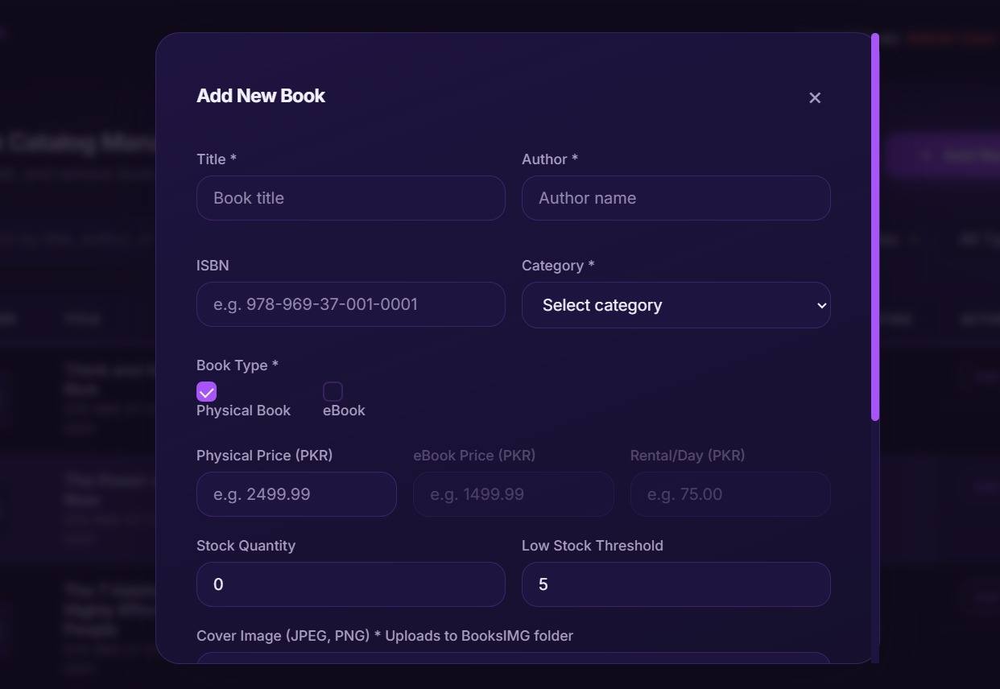 Add New Book
×
Title *
Author *
Book title
Author name
ISBN
Category *
e.g. 978-969-37-001-0001
Select category
Book Type *
Physical Book
eBook
Physical Price (PKR)
eBook Price (PKR)
Rental/Day (PKR)
e.g. 2499.99
e.g. 1499.99
e.g. 75.00
Stock Quantity
Low Stock Threshold
0
5
Cover Image (JPEG, PNG) * Uploads to BooksIMG folder